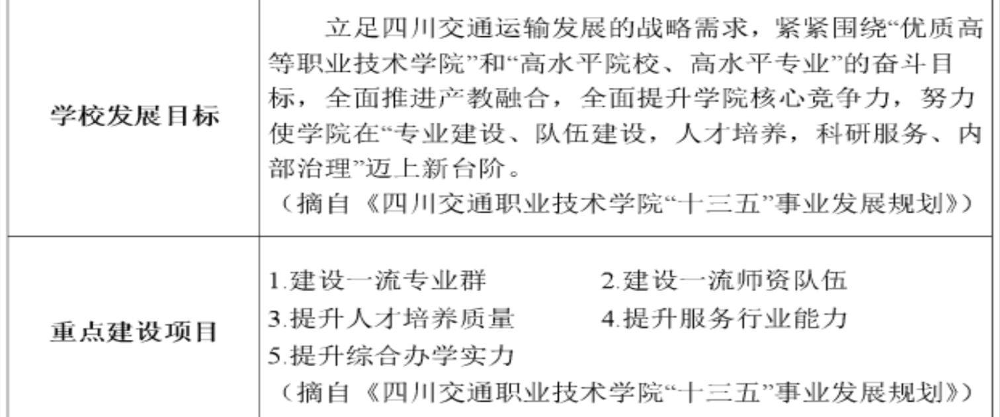 学校发展目标
立足四川交通运输发展的战略需求，紧紧围绕“优质高
等职业技术学院”和“高水平院校、高水平专业”的奋斗目
标，全面推进产教融合，全面提升学院核心竞争力，努力
使学院在“专业建设、队伍建设，人才培养，科研服务、内
部治理”迈上新台阶。
（摘自《四川交通职业技术学院“十三五”事业发展规划》）
重点建设项目
1.建设一流专业群 2.建设一流师资队伍
3.提升人才培养质量 4.提升服务行业能力
5.提升综合办学实力
（摘自《四川交通职业技术学院“十三五”事业发展规划》）